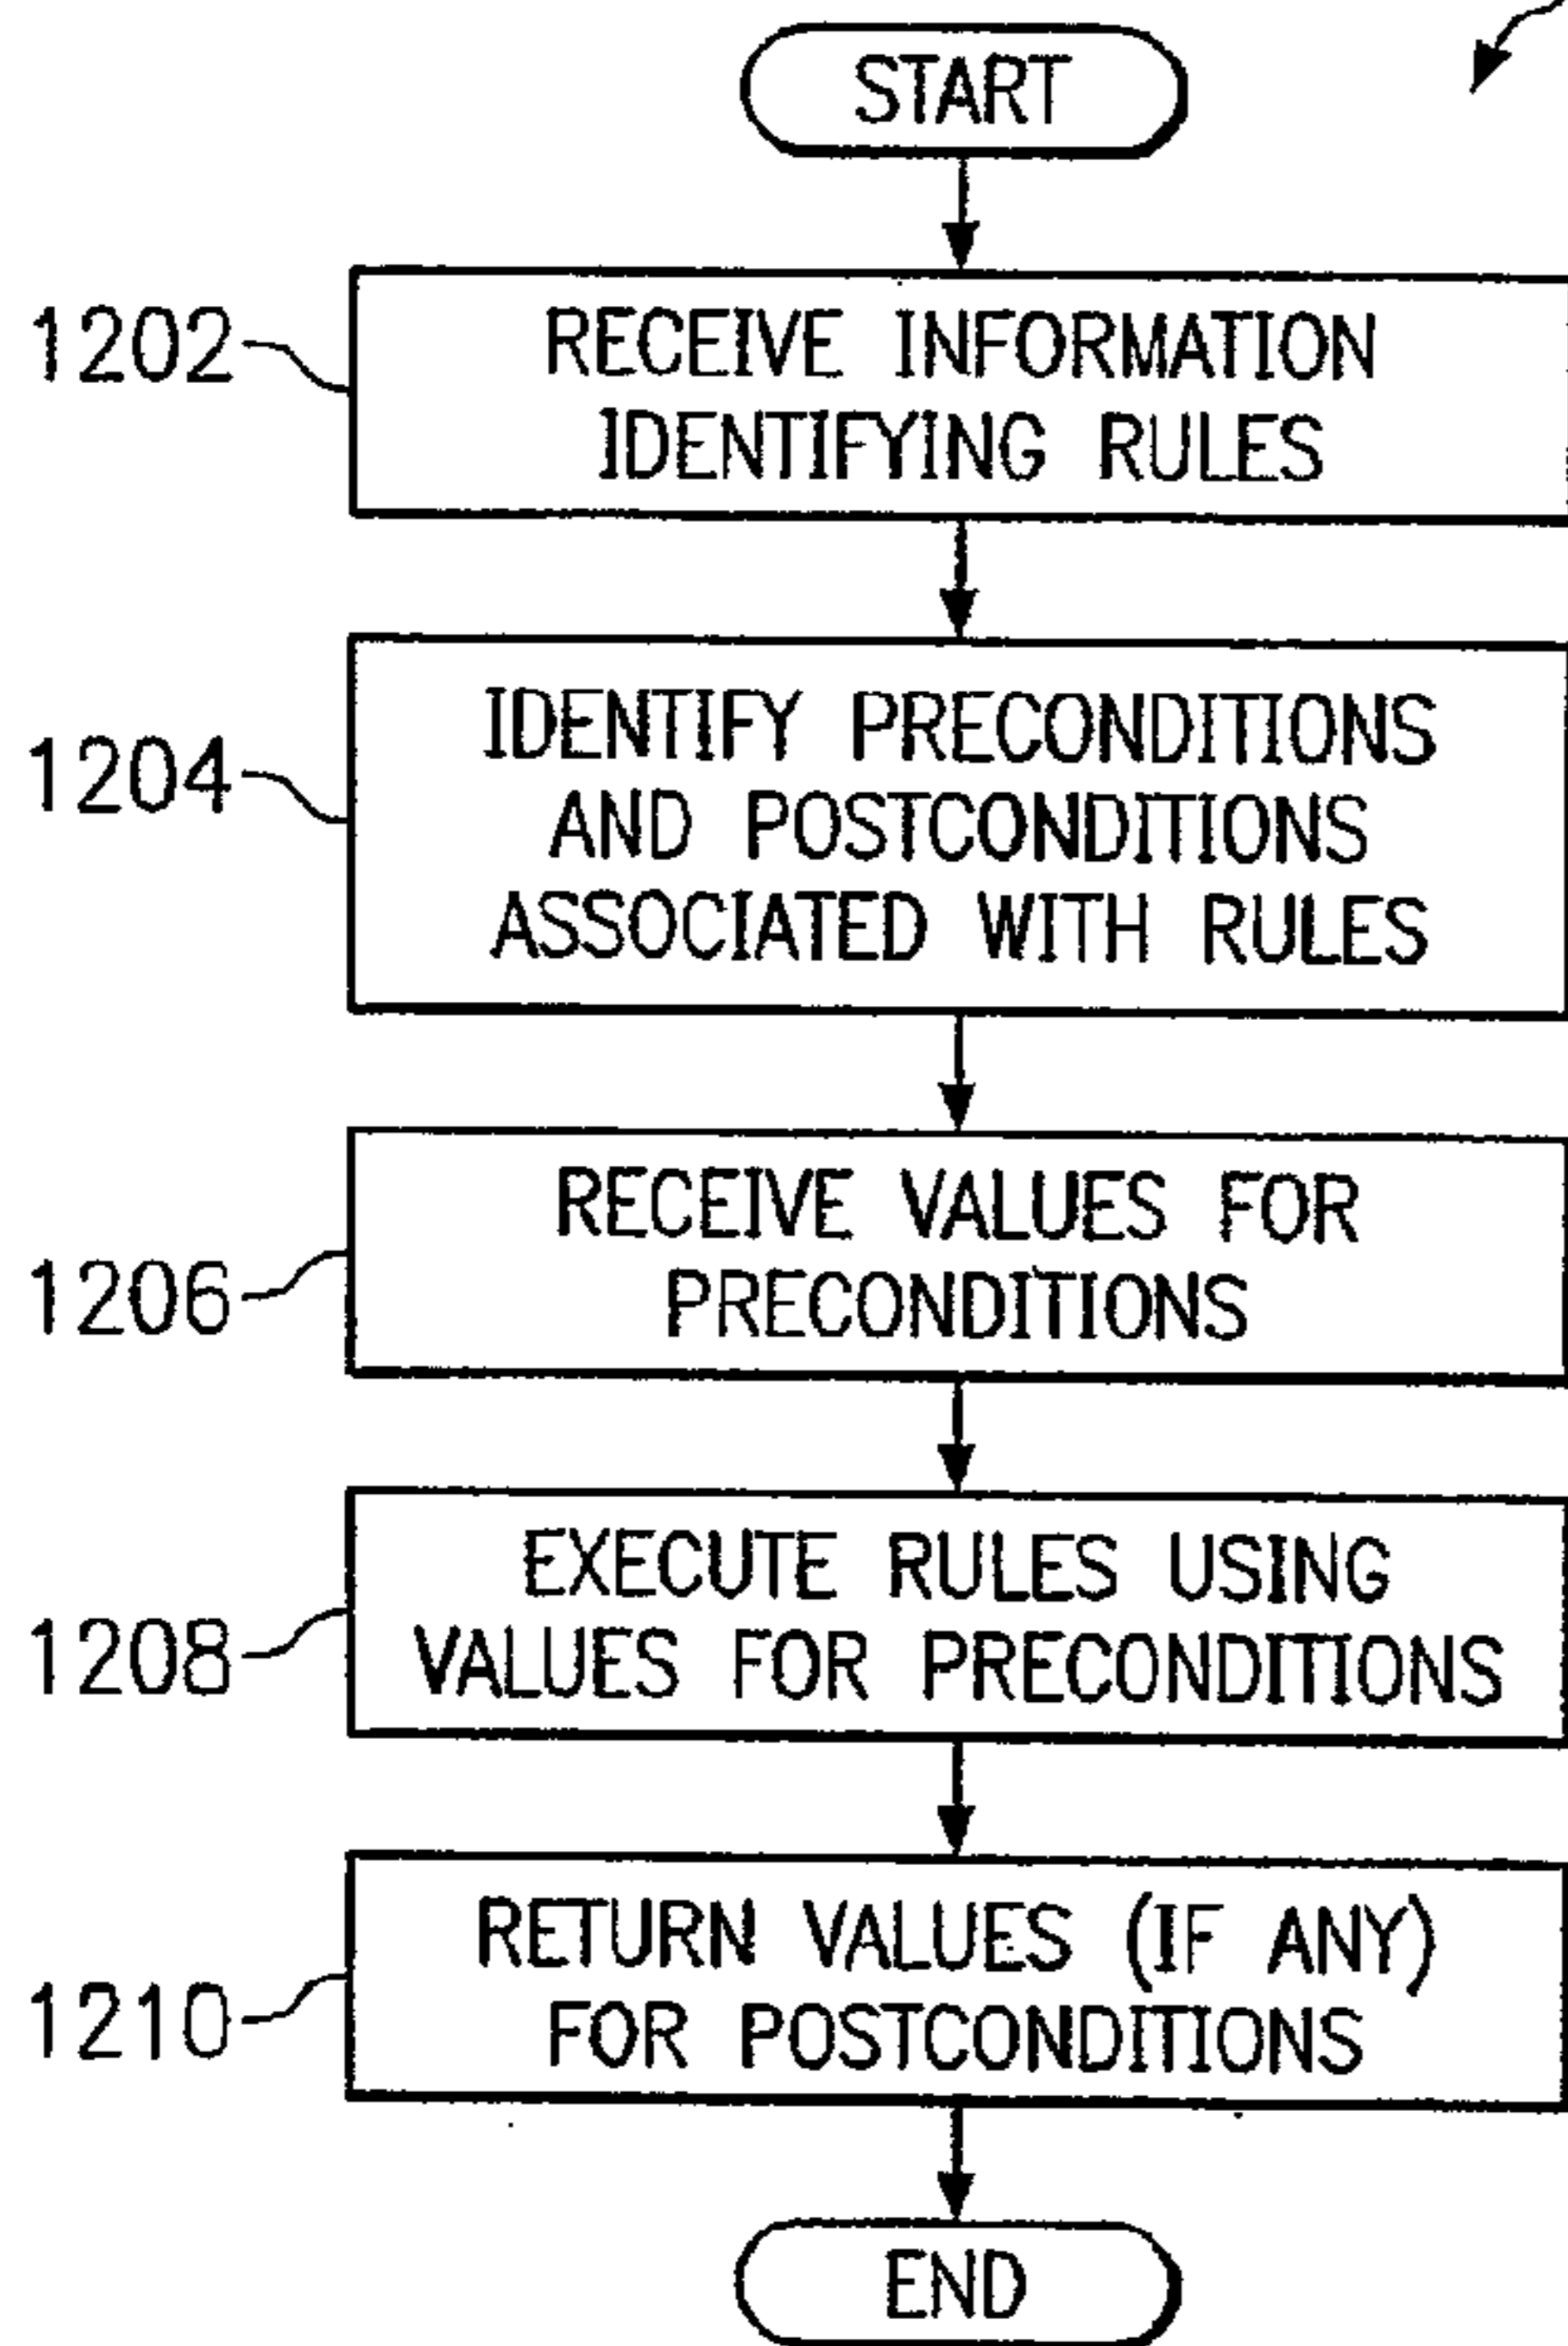 START
1202
RECEIVE INFORMATION
IDENTIFYING RULES
1204
IDENTIFY PRECONDITIONS
AND POSTCONDITIONS
ASSOCIATED WITH RULES
1206
RECEIVE VALUES FOR
PRECONDITIONS
1208
EXECUTE RULES USING
VALUES FOR PRECONDITIONS
1210
RETURN VALUES (IF ANY)
FOR POSTCONDITIONS
END